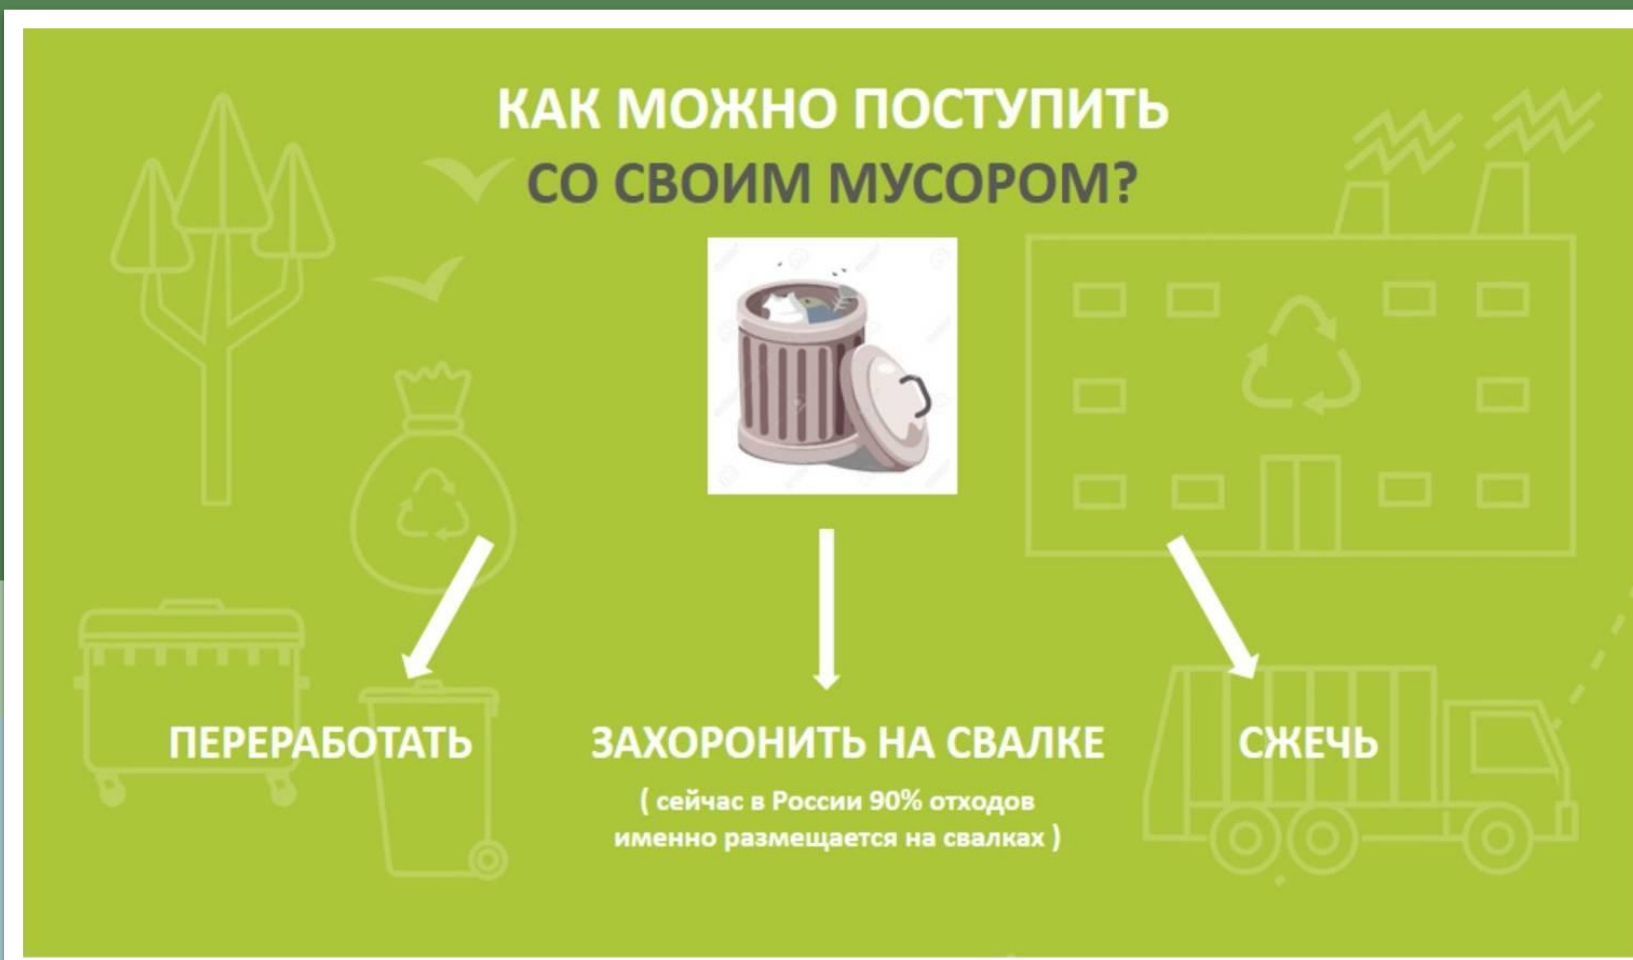 КАК МОЖНО ПОСТУПИТЬ
СО СВОИМ МУСОРОМ?
ПЕРЕРАБОТАТЬ
ЗАХОРОНИТЬ НА СВАЛКЕ
( сейчас в России 90% отходов
именно размещается на свалках )
СЖЕЧЬ